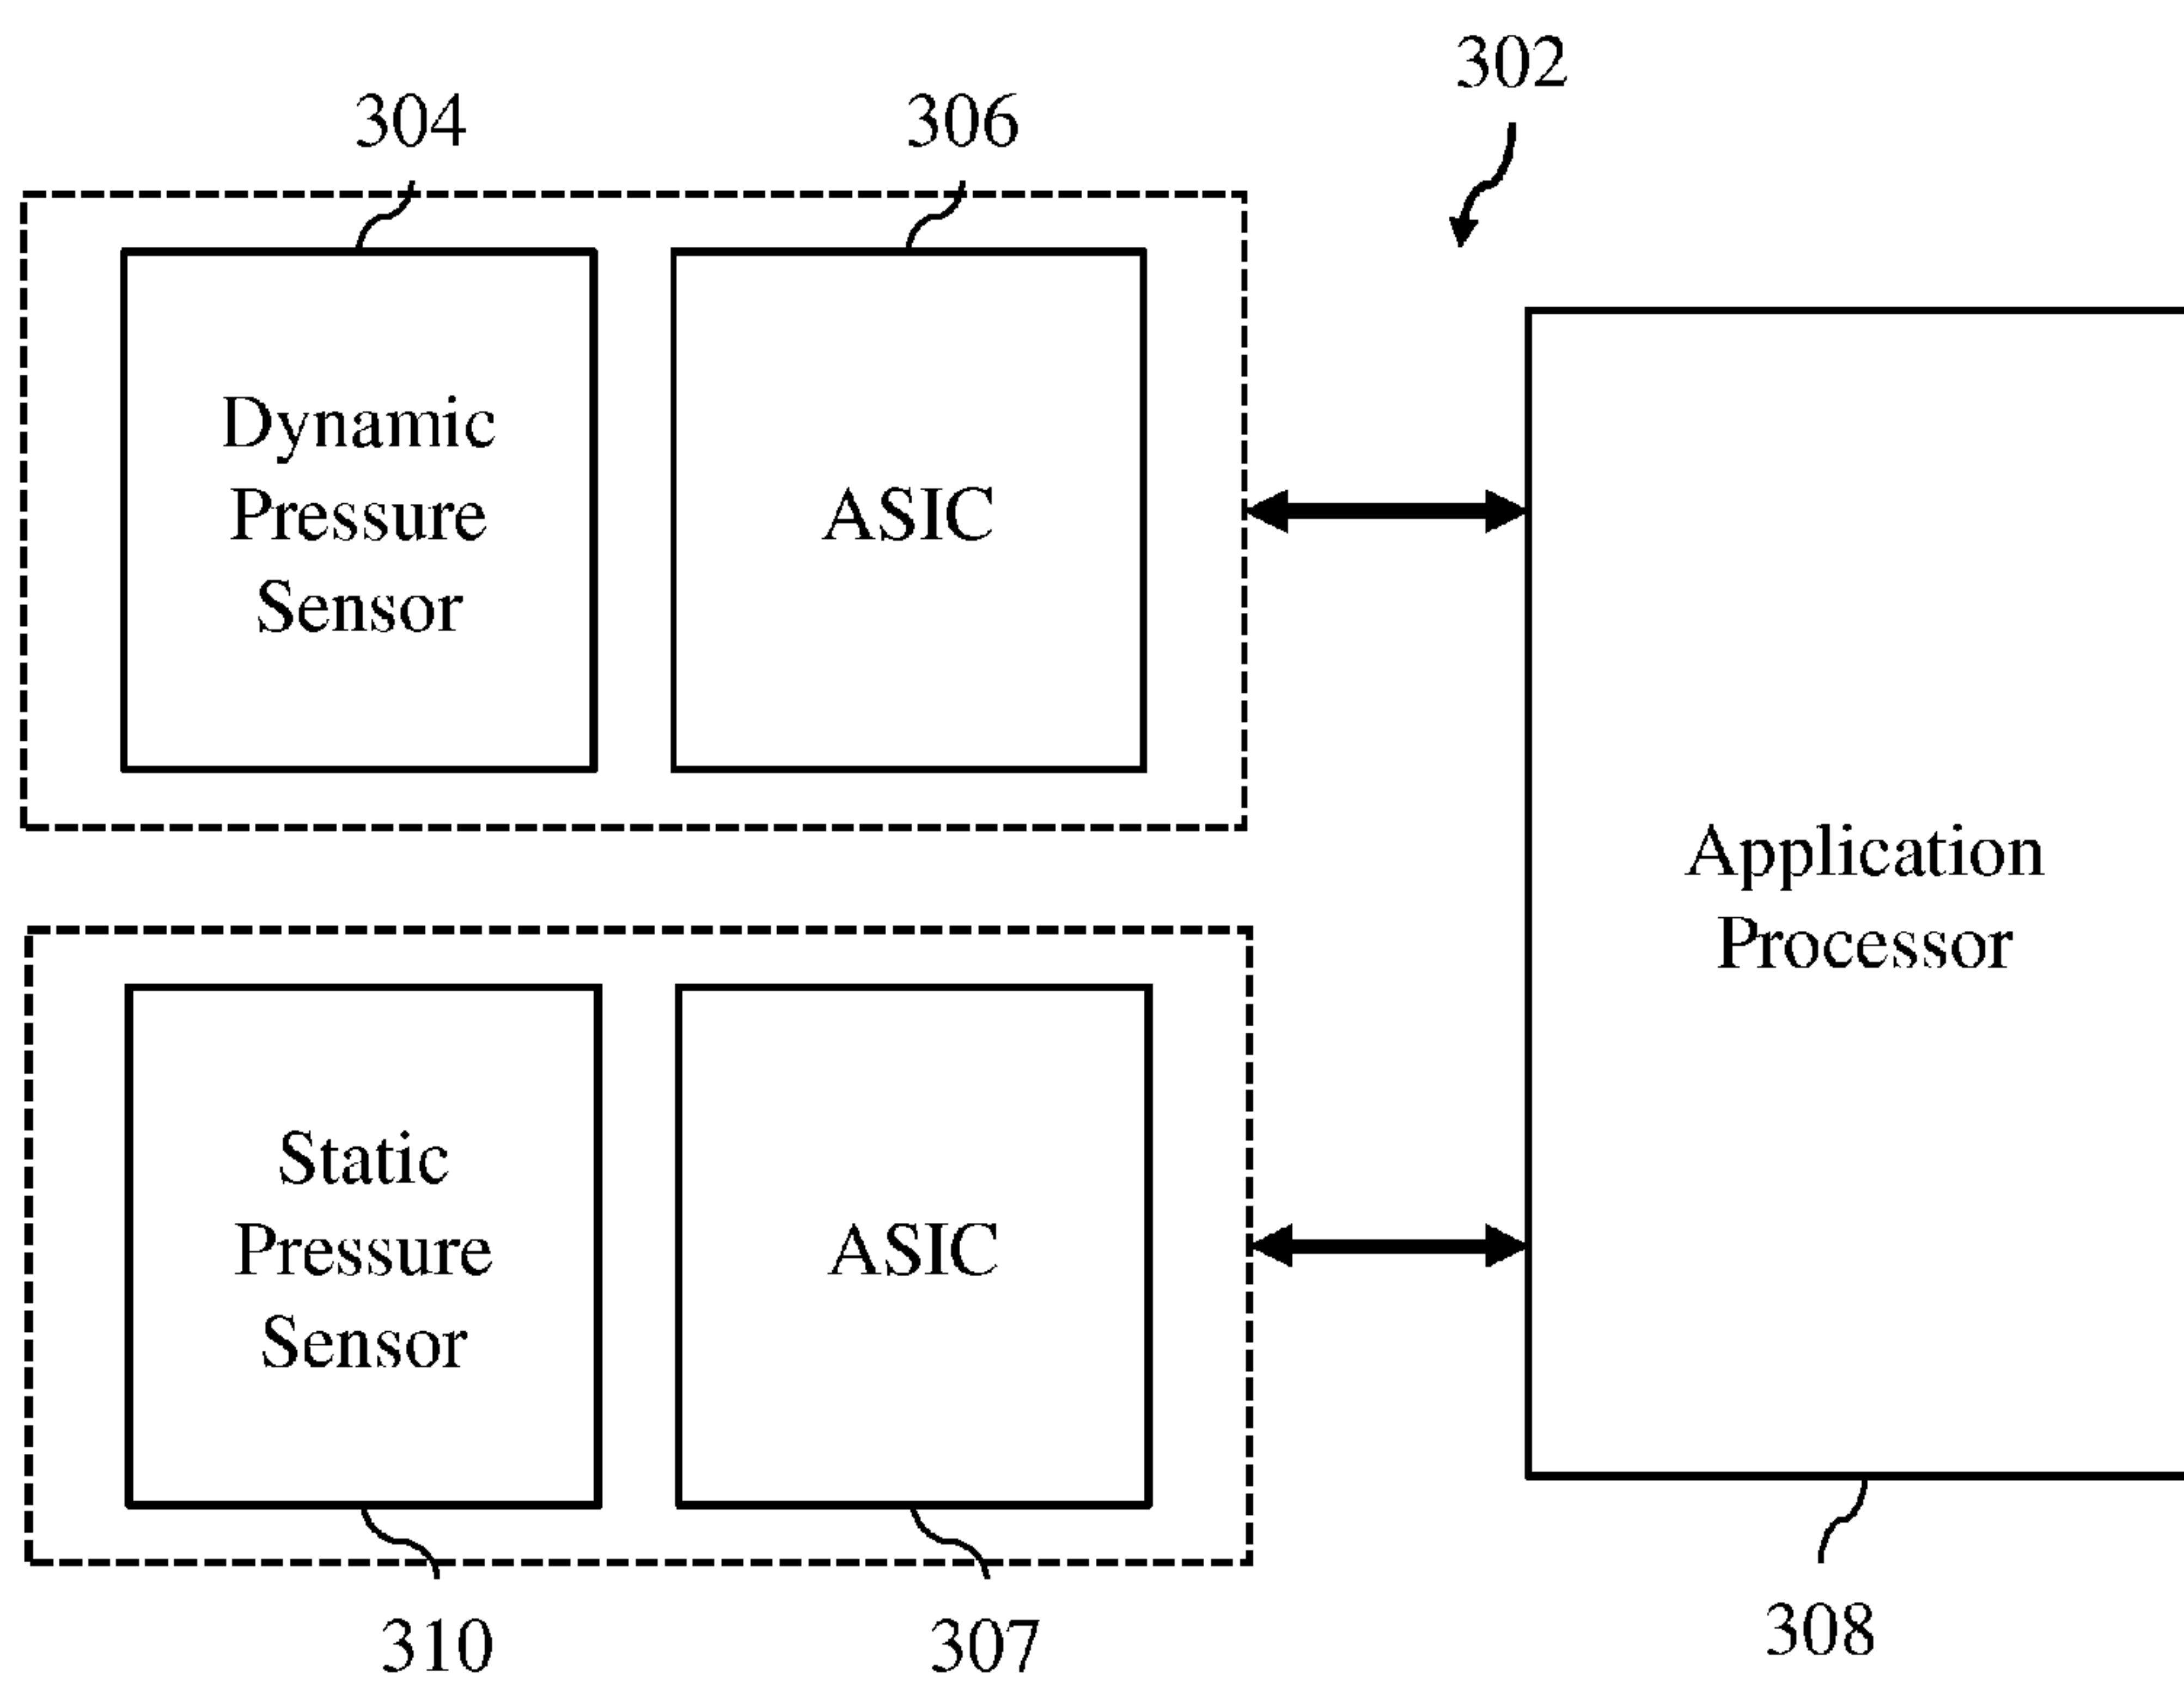 302
304
306
Dynamic
Pressure
Sensor
ASIC
Application
Processor
Static
Pressure
Sensor
ASIC
310
307
308